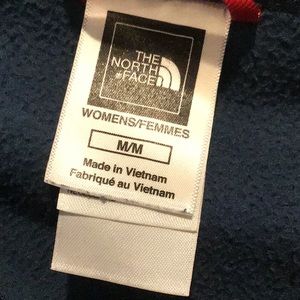 THE
NORTH
FACE
WOMENS/FEMMES
M/M
Made in Vietnam
Fabriqué au Vietnam